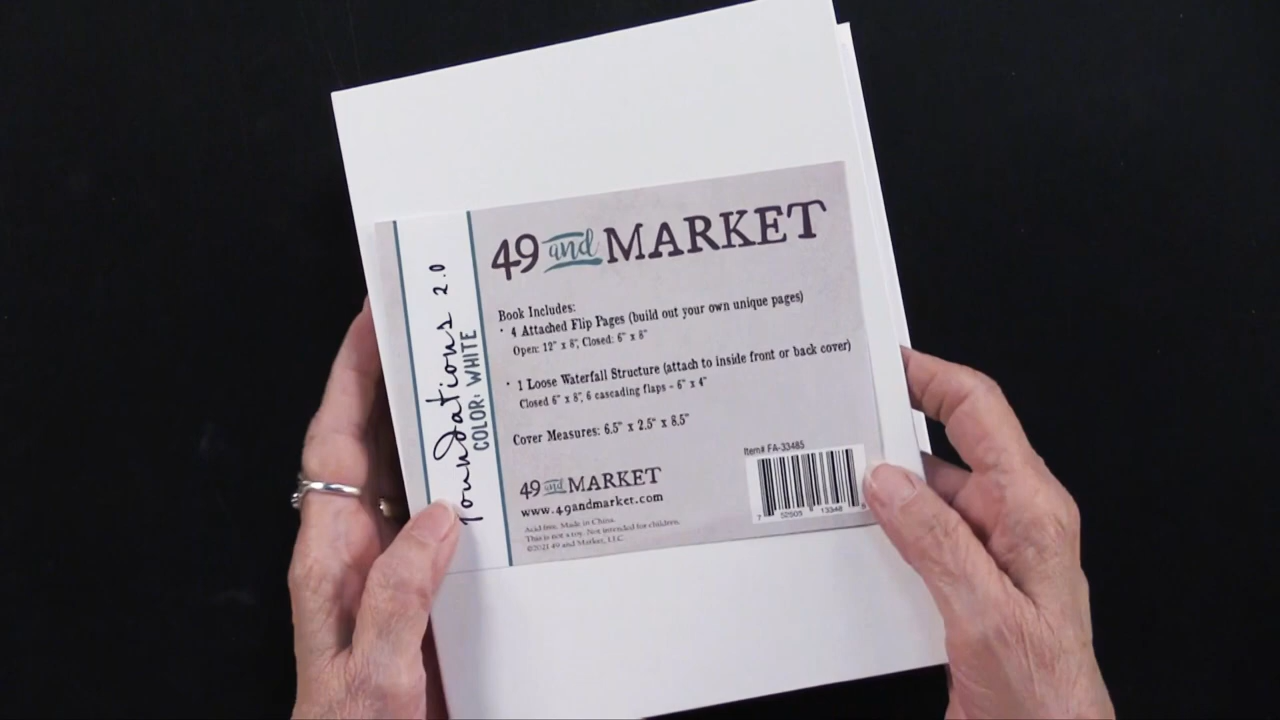 Foundations 2.0
COLOR: WHITE
49 and MARKET
Book Includes:
• 4 Attached Flip Pages (build out your own unique pages)
Open: 12" x 8", Closed: 6" x 8"
• 1 Loose Waterfall Structure (attach to inside front or back cover)
Closed 6" x 8", 6 cascading flaps - 6" x 4"
Cover Measures: 6.5" x 2.5" x 8.5"
Item# FA-33485
49 and MARKET
www.49andmarket.com
Acid free. Made in China.
This is not a toy. Not intended for children.
©2021 49 and Market, LLC
7 52505 13348 5